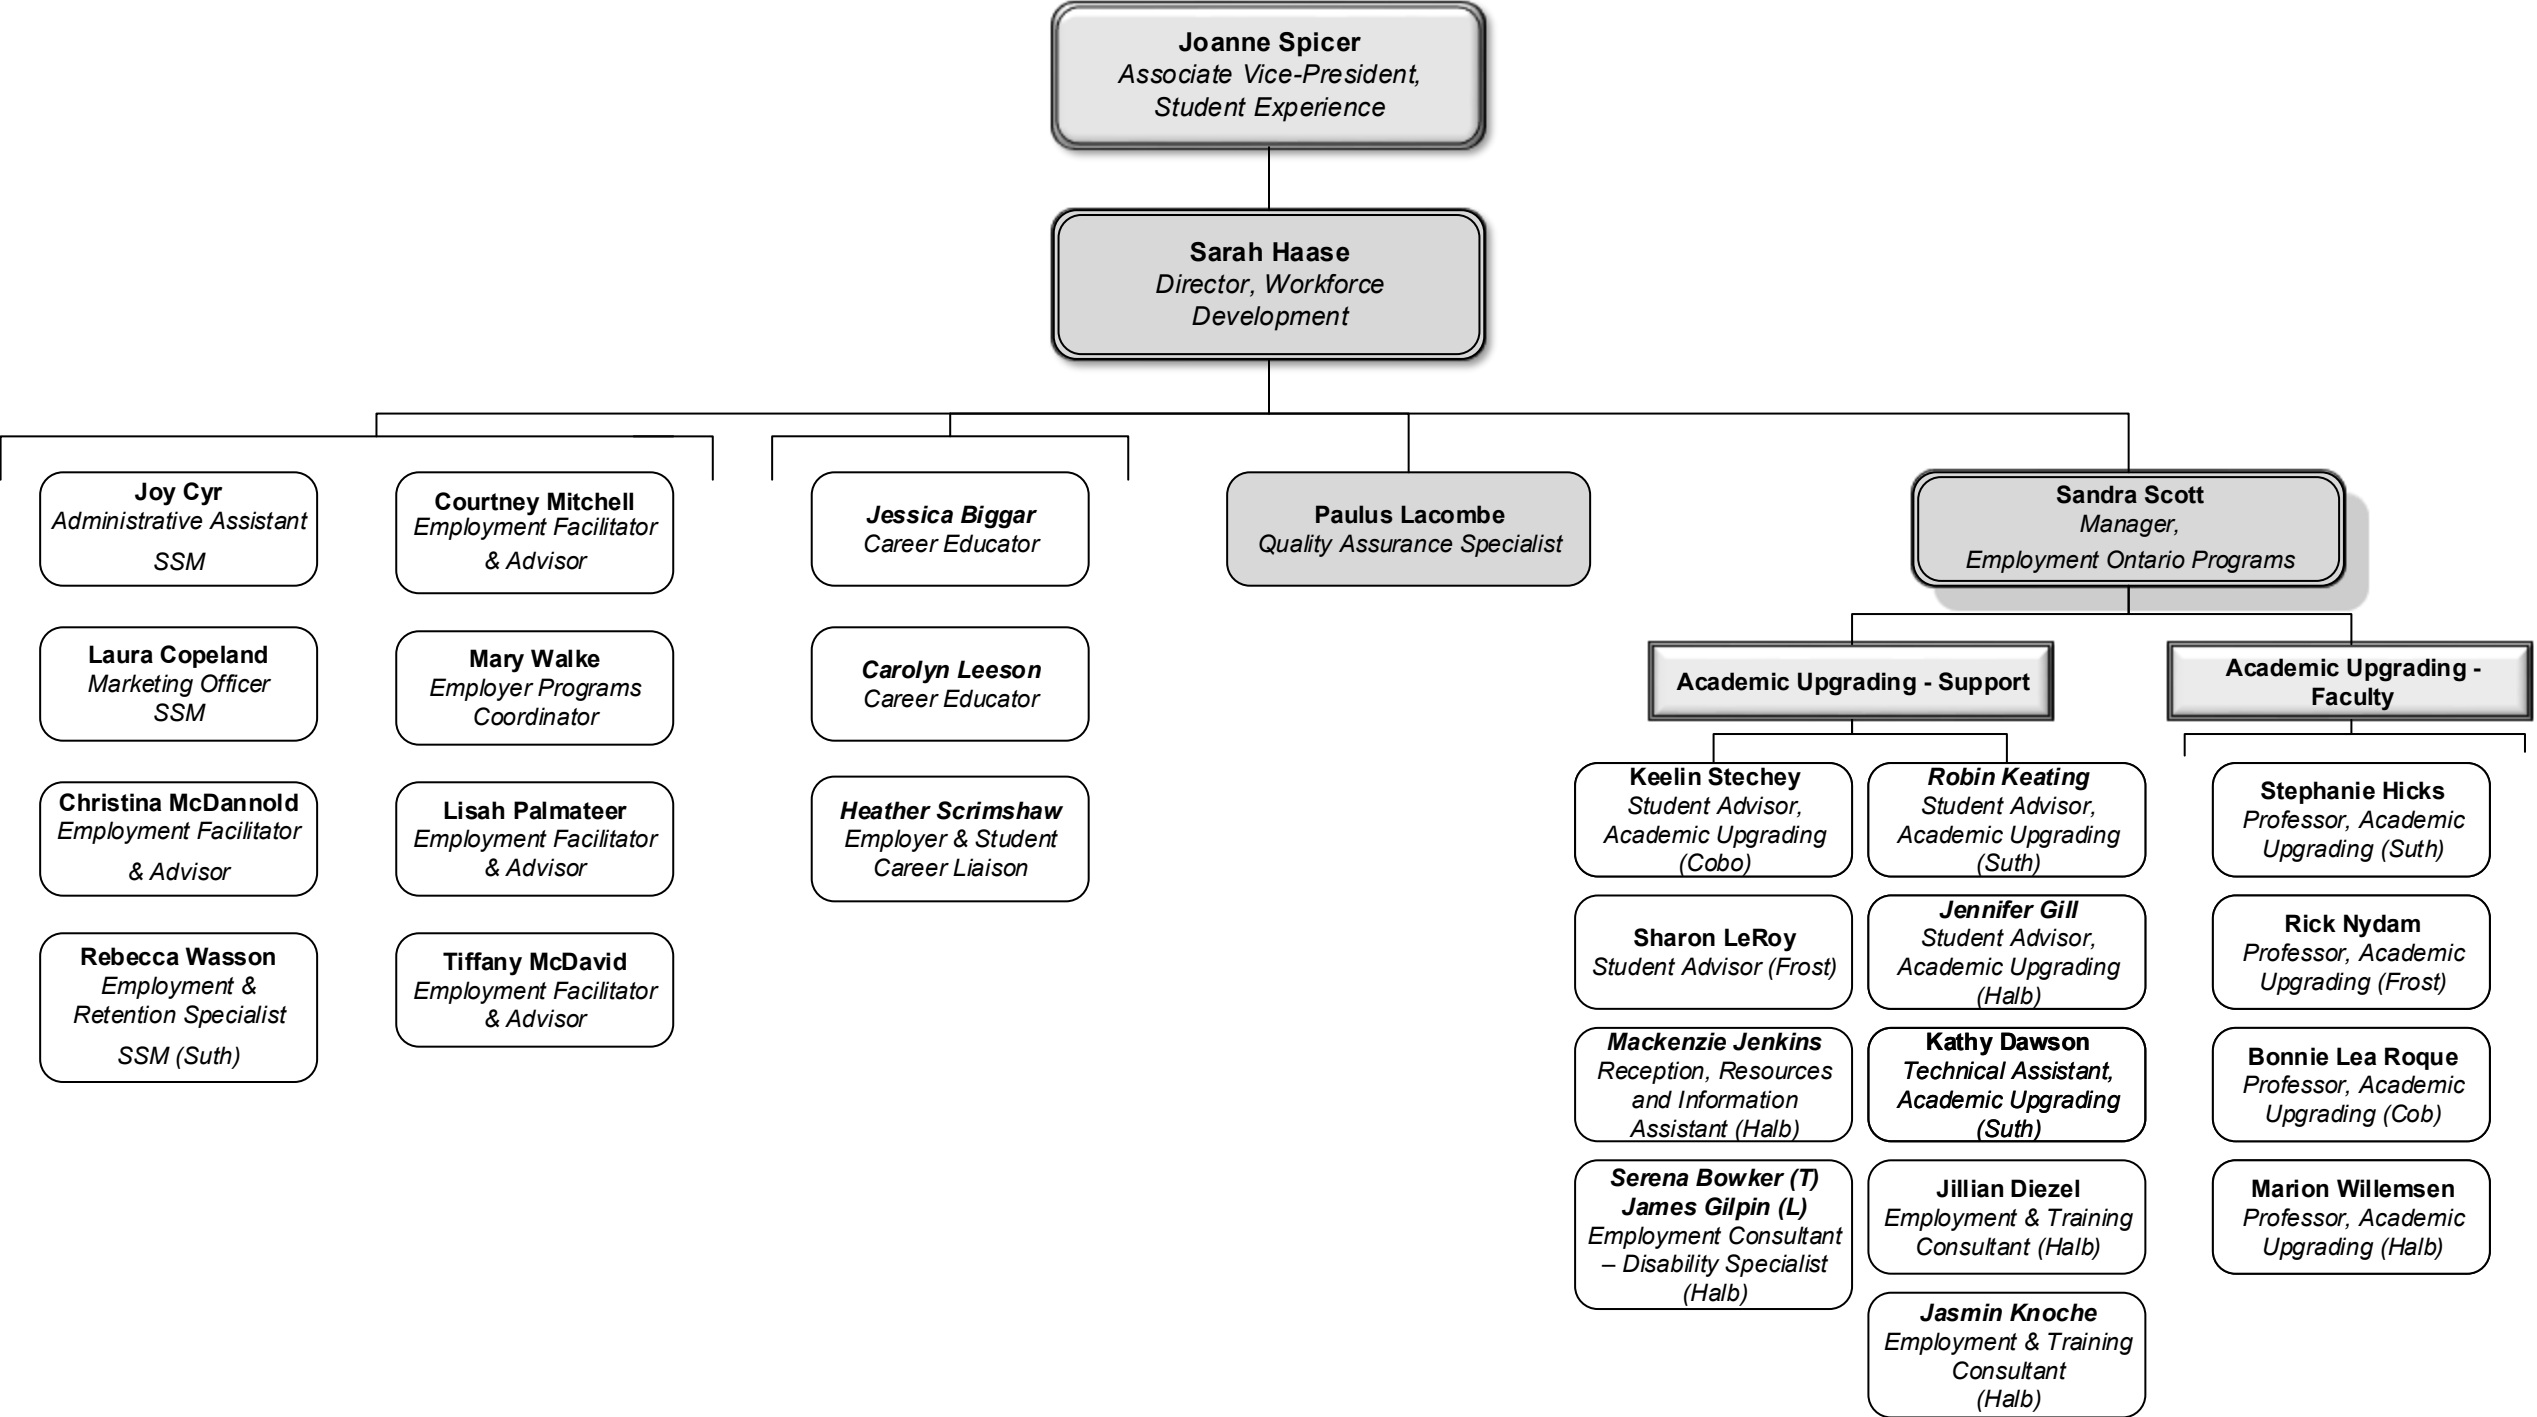 Joanne Spicer
Associate Vice-President,
Student Experience
Sarah Haase
Director, Workforce
Development
Joy Cyr
Administrative Assistant
SSM
Laura Copeland
Marketing Officer
SSM
Christina McDannold
Employment Facilitator
& Advisor
Rebecca Wasson
Employment &
Retention Specialist
SSM (Suth)
Courtney Mitchell
Employment Facilitator
& Advisor
Mary Walke
Employer Programs
Coordinator
Lisah Palmateer
Employment Facilitator
& Advisor
Tiffany McDavid
Employment Facilitator
& Advisor
Jessica Biggar
Career Educator
Carolyn Leeson
Career Educator
Heather Scrimshaw
Employer & Student
Career Liaison
Paulus Lacombe
Quality Assurance Specialist
Sandra Scott
Manager,
Employment Ontario Programs
Academic Upgrading - Support
Keelin Stechey
Student Advisor,
Academic Upgrading
(Cobo)
Sharon LeRoy
Student Advisor (Frost)
Mackenzie Jenkins
Reception, Resources
and Information
Assistant (Halb)
Serena Bowker (T)
James Gilpin (L)
Employment Consultant
– Disability Specialist
(Halb)
Robin Keating
Student Advisor,
Academic Upgrading
(Suth)
Jennifer Gill
Student Advisor,
Academic Upgrading
(Halb)
Kathy Dawson
Technical Assistant,
Academic Upgrading
(Suth)
Jillian Diezel
Employment & Training
Consultant (Halb)
Jasmin Knoche
Employment & Training
Consultant
(Halb)
Academic Upgrading -
Faculty
Stephanie Hicks
Professor, Academic
Upgrading (Suth)
Rick Nydam
Professor, Academic
Upgrading (Frost)
Bonnie Lea Roque
Professor, Academic
Upgrading (Cob)
Marion Willemsen
Professor, Academic
Upgrading (Halb)